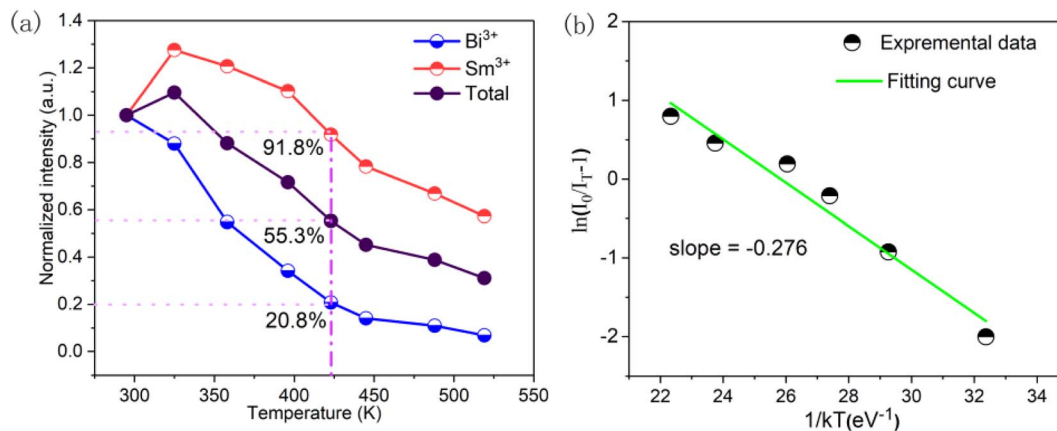 (a)
Normalized intensity (a.u.)
1.4
1.2
1.0
0.8
0.6
0.4
0.2
0.0
Bi³⁺
Sm³⁺
Total
91.8%
55.3%
20.8%
300 350 400 450 500 550
Temperature (K)
(b)
ln(I₀/I_T-1)
2
1
0
-1
-2
Expremental data
Fitting curve
slope = -0.276
22 24 26 28 30 32 34
1/kT(eV⁻¹)